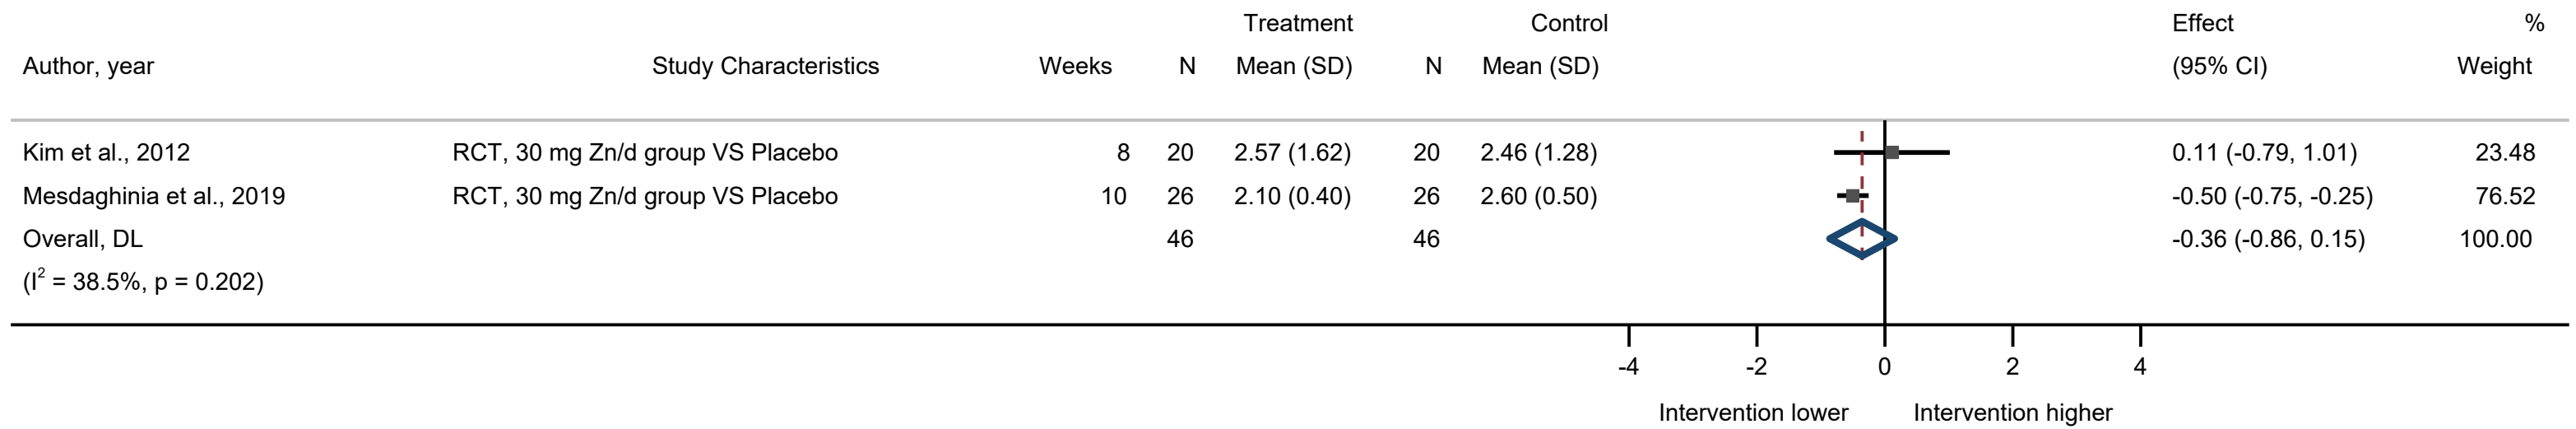 Treatment Control Effect %
Author, year Study Characteristics Weeks N Mean (SD) N Mean (SD) (95% CI) Weight
Kim et al., 2012 RCT, 30 mg Zn/d group VS Placebo 8 20 2.57 (1.62) 20 2.46 (1.28) 0.11 (-0.79, 1.01) 23.48
Mesdaghinia et al., 2019 RCT, 30 mg Zn/d group VS Placebo 10 26 2.10 (0.40) 26 2.60 (0.50) -0.50 (-0.75, -0.25) 76.52
Overall, DL 46 46 -0.36 (-0.86, 0.15) 100.00
(I² = 38.5%, p = 0.202)
-4 -2 0 2 4
Intervention lower Intervention higher